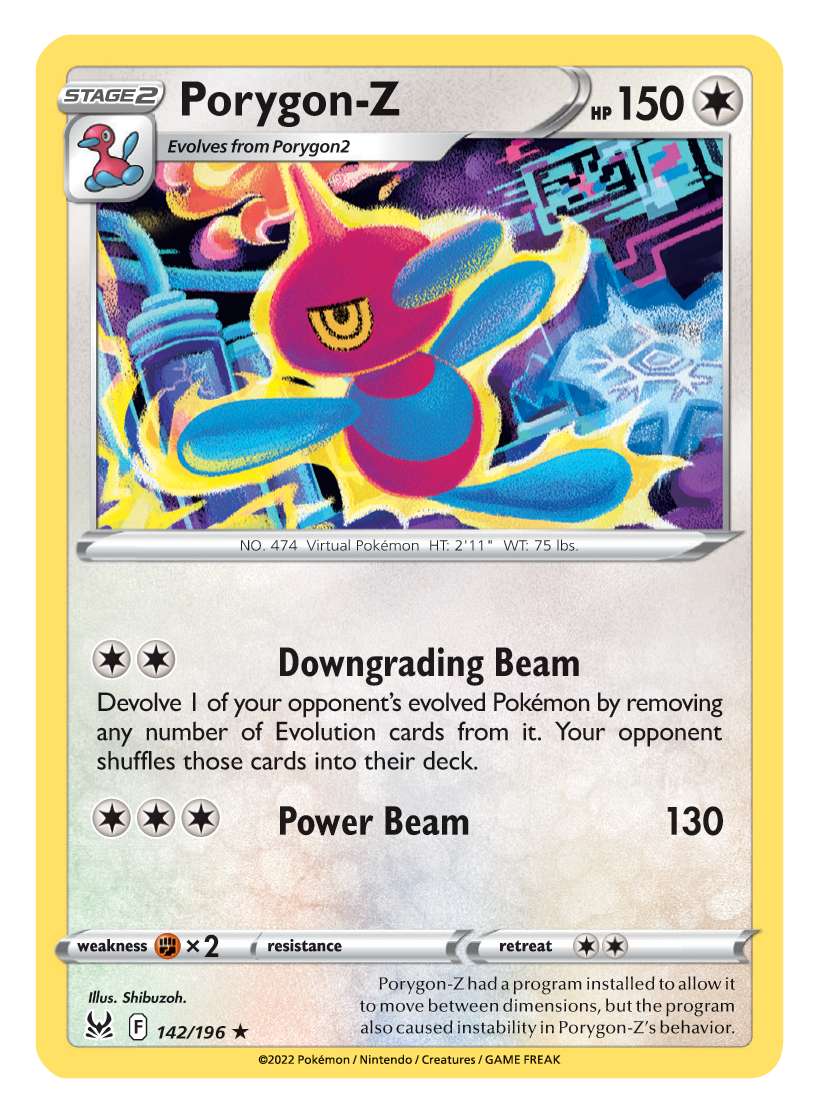 STAGE 2
Porygon-Z
HP 150
Evolves from Porygon2
NO. 474 Virtual Pokémon HT: 2'11" WT: 75 lbs.
Downgrading Beam
Devolve 1 of your opponent's evolved Pokémon by removing
any number of Evolution cards from it. Your opponent
shuffles those cards into their deck.
Power Beam 130
weakness ×2 resistance retreat
Illus. Shibuzoh.
F 142/196 ★
Porygon-Z had a program installed to allow it
to move between dimensions, but the program
also caused instability in Porygon-Z's behavior.
©2022 Pokémon / Nintendo / Creatures / GAME FREAK